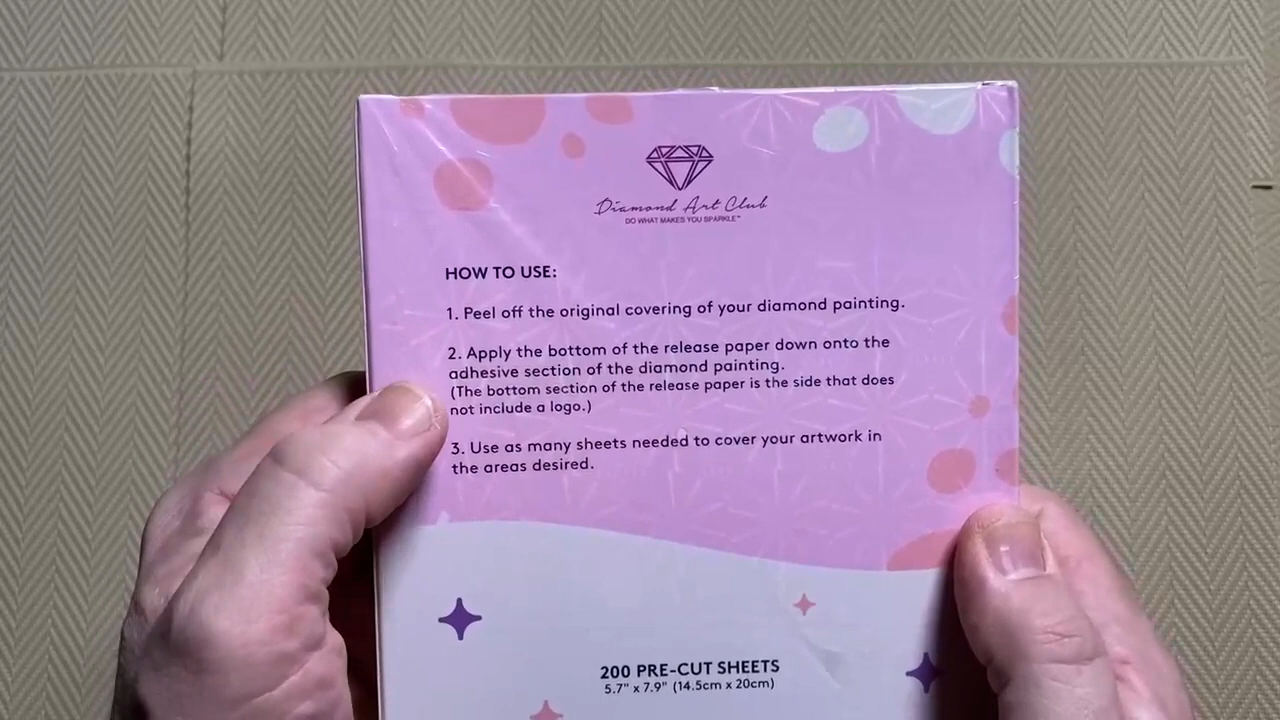 Diamond Art Club
DO WHAT MAKES YOU SPARKLE™
HOW TO USE:
1. Peel off the original covering of your diamond painting.
2. Apply the bottom of the release paper down onto the
adhesive section of the diamond painting.
(The bottom section of the release paper is the side that does
not include a logo.)
3. Use as many sheets needed to cover your artwork in
the areas desired.
200 PRE-CUT SHEETS
5.7" x 7.9" (14.5cm x 20cm)